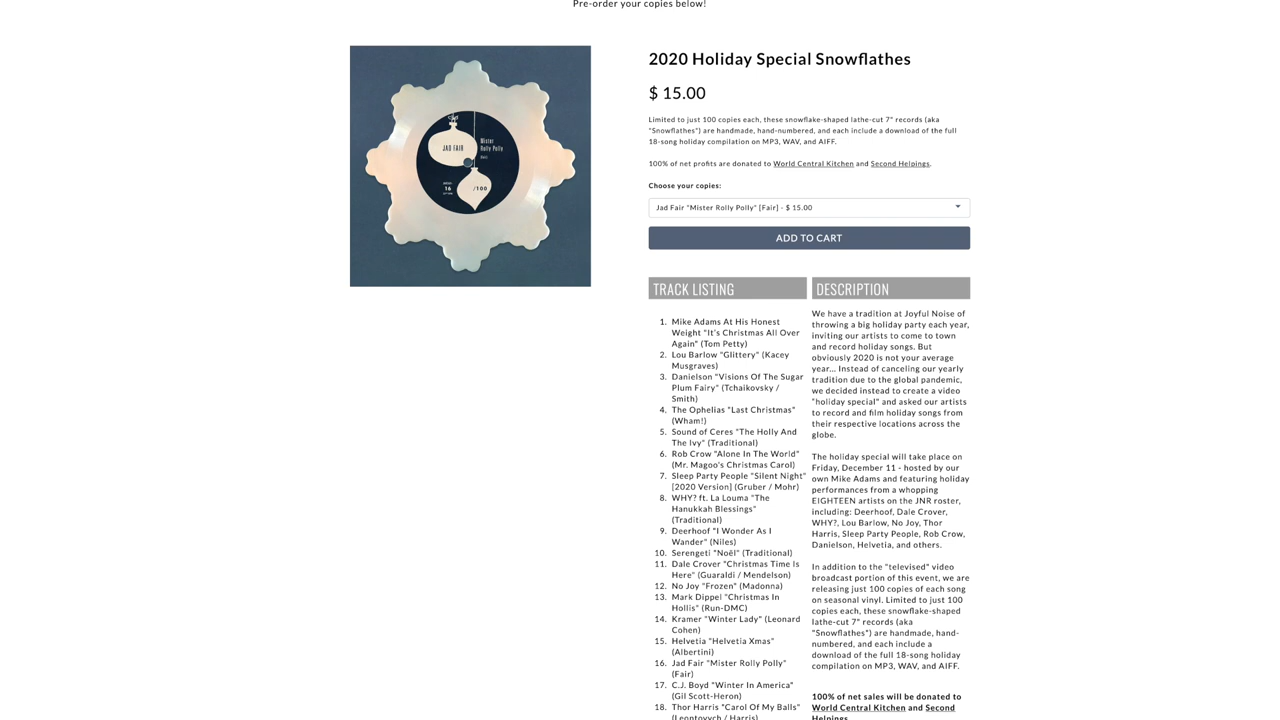 Pre-order your copies below!
JAD FAIR
Mister
Rolly Polly
16
/100
2020 Holiday Special Snowflathes
$ 15.00
Limited to just 100 copies each, these snowflake-shaped lathe-cut 7" records (aka
"Snowflathes") are handmade, hand-numbered, and each include a download of the full
18-song holiday compilation on MP3, WAV, and AIFF.
100% of net profits are donated to World Central Kitchen and Second Helpings.
Choose your copies:
Jad Fair "Mister Rolly Polly" [Fair] - $ 15.00
ADD TO CART
TRACK LISTING
1. Mike Adams At His Honest
Weight "It's Christmas All Over
Again" (Tom Petty)
2. Lou Barlow "Glittery" (Kacey
Musgraves)
3. Danielson "Visions Of The Sugar
Plum Fairy" (Tchaikovsky /
Smith)
4. The Ophelias "Last Christmas"
(Wham!)
5. Sound of Ceres "The Holly And
The Ivy" (Traditional)
6. Rob Crow "Alone In The World"
(Mr. Magoo's Christmas Carol)
7. Sleep Party People "Silent Night"
[2020 Version] (Gruber / Mohr)
8. WHY? ft. La Louma "The
Hanukkah Blessings"
(Traditional)
9. Deerhoof "I Wonder As I
Wander" (Niles)
10. Serengeti "Noël" (Traditional)
11. Dale Crover "Christmas Time Is
Here" (Guaraldi / Mendelson)
12. No Joy "Frozen" (Madonna)
13. Mark Dippel "Christmas In
Hollis" (Run-DMC)
14. Kramer "Winter Lady" (Leonard
Cohen)
15. Helvetia "Helvetia Xmas"
(Albertini)
16. Jad Fair "Mister Rolly Polly"
(Fair)
17. C.J. Boyd "Winter In America"
(Gil Scott-Heron)
18. Thor Harris "Carol Of My Balls"
(Leontovych / Harris)
DESCRIPTION
We have a tradition at Joyful Noise of
throwing a big holiday party each year,
inviting our artists to come to town
and record holiday songs. But
obviously 2020 is not your average
year... Instead of canceling our yearly
tradition due to the global pandemic,
we decided instead to create a video
"holiday special" and asked our artists
to record and film holiday songs from
their respective locations across the
globe.
The holiday special will take place on
Friday, December 11 - hosted by our
own Mike Adams and featuring holiday
performances from a whopping
EIGHTEEN artists on the JNR roster,
including: Deerhoof, Dale Crover,
WHY?, Lou Barlow, No Joy, Thor
Harris, Sleep Party People, Rob Crow,
Danielson, Helvetia, and others.
In addition to the "televised" video
broadcast portion of this event, we are
releasing just 100 copies of each song
on seasonal vinyl. Limited to just 100
copies each, these snowflake-shaped
lathe-cut 7" records (aka
"Snowflathes") are handmade, hand-
numbered, and each include a
download of the full 18-song holiday
compilation on MP3, WAV, and AIFF.
100% of net sales will be donated to
World Central Kitchen and Second
Helpings.